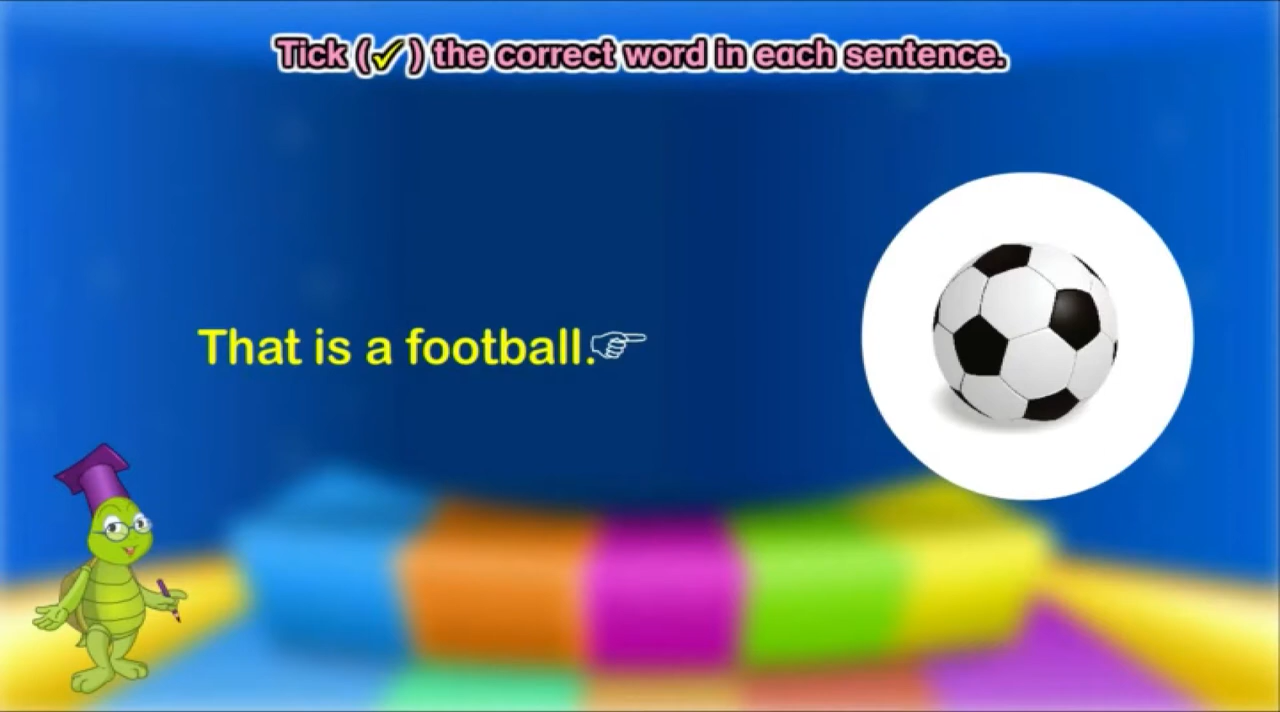 Tick (✓) the correct word in each sentence.
That is a football.☞